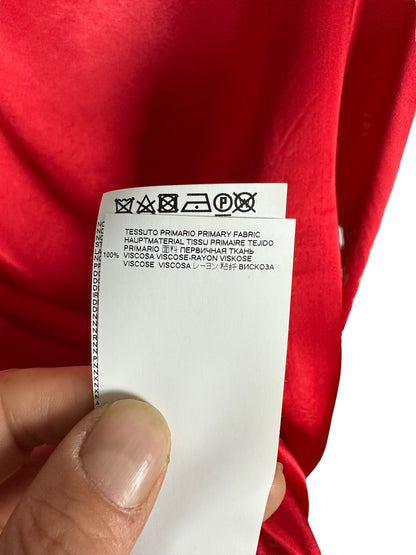 P W
TESSUTO PRIMARIO PRIMARY FABRIC
HAUPTMATERIAL TISSU PRIMAIRE TEJIDO
PRIMARIO 面料 ПЕРВИЧНАЯ ТКАНЬ
100% VISCOSA VISCOSE-RAYON VISKOSE
VISCOSE VISCOSA レーヨン 粘纤 ВИСКОЗА